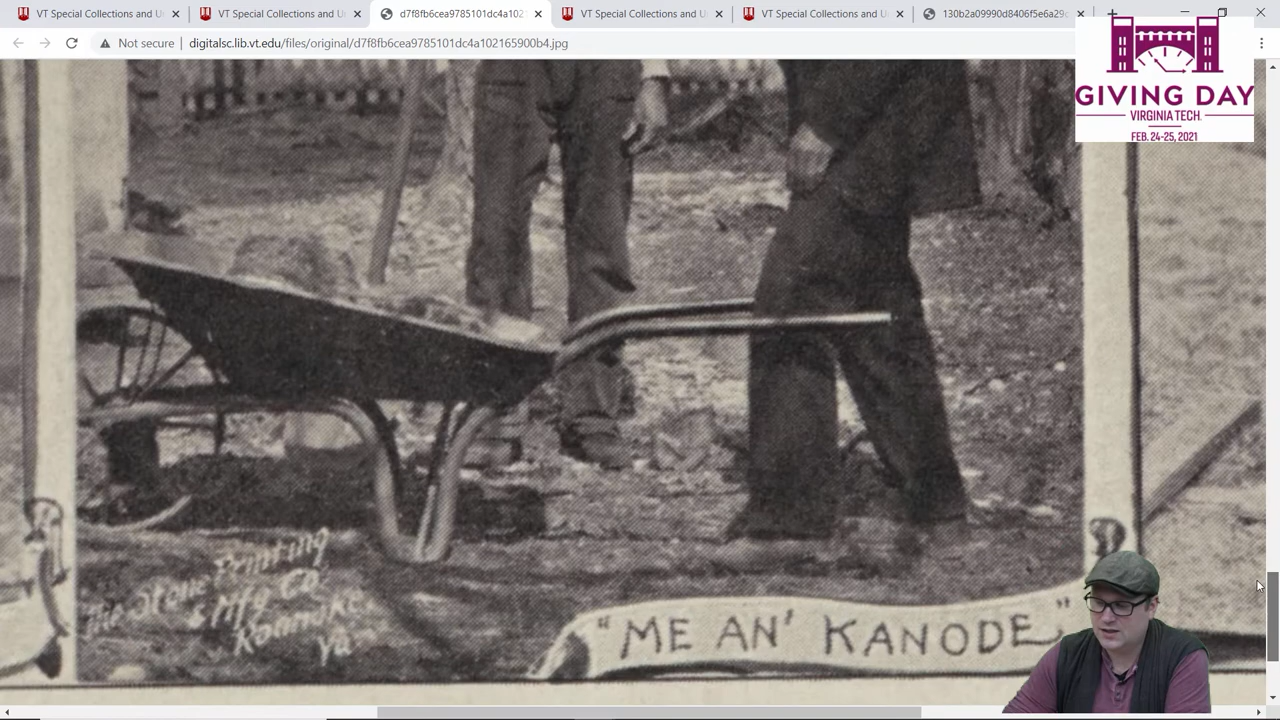 VT Special Collections and U
VT Special Collections and U
d7f8fb6cea9785101dc4a102
VT Special Collections and U
VT Special Collections and U
130b2a09990d8406f5e6a29
Not secure
digitalsc.lib.vt.edu/files/original/d7f8fb6cea9785101dc4a102165900b4.jpg
GIVING DAY
VIRGINIA TECH.
FEB. 24-25, 2021
The Stone Printing
& Mfg Co.
Roanoke,
Va
"ME AN' KANODE"